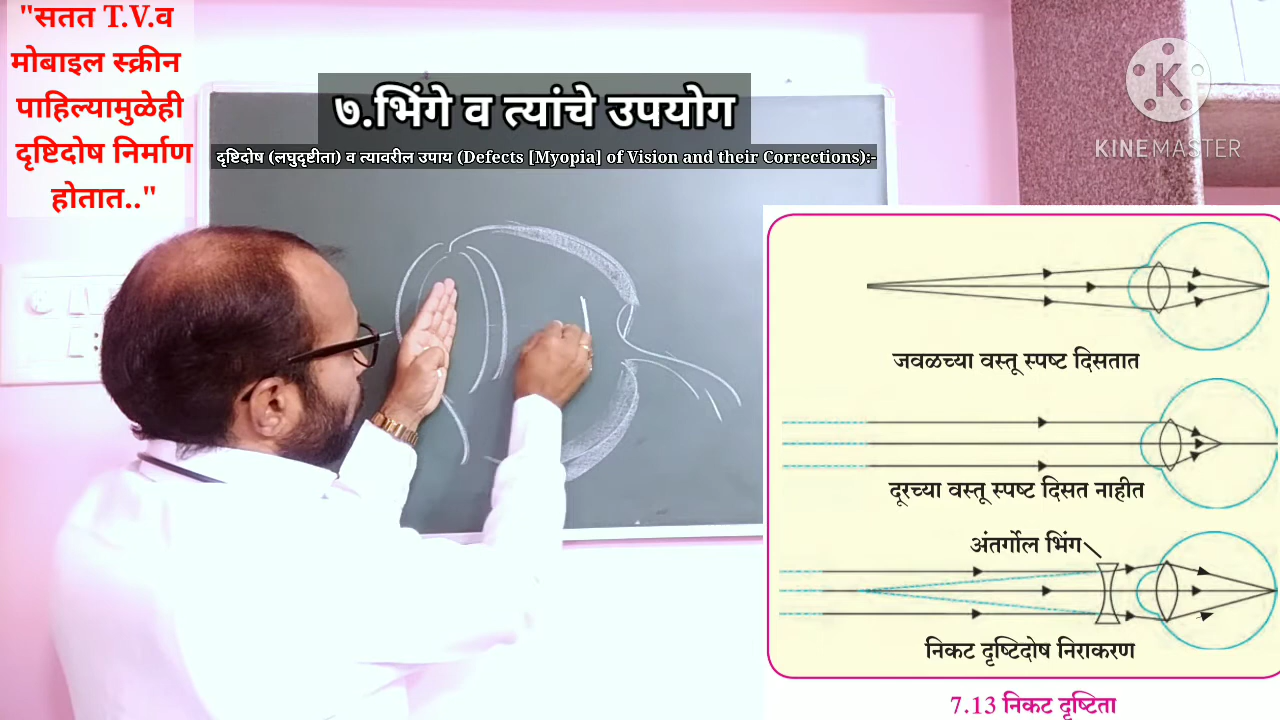 "सतत T.V.व
मोबाइल स्क्रीन
पाहिल्यामुळेही
दृष्टिदोष निर्माण
होतात.."
७.भिंगे व त्यांचे उपयोग
दृष्टिदोष (लघुदृष्टीता) व त्यावरील उपाय (Defects [Myopia] of Vision and their Corrections):-
K
KINEMASTER
जवळच्या वस्तू स्पष्ट दिसतात
दूरच्या वस्तू स्पष्ट दिसत नाहीत
अंतर्गोल भिंग
निकट दृष्टिदोष निराकरण
7.13 निकट दृष्टिता